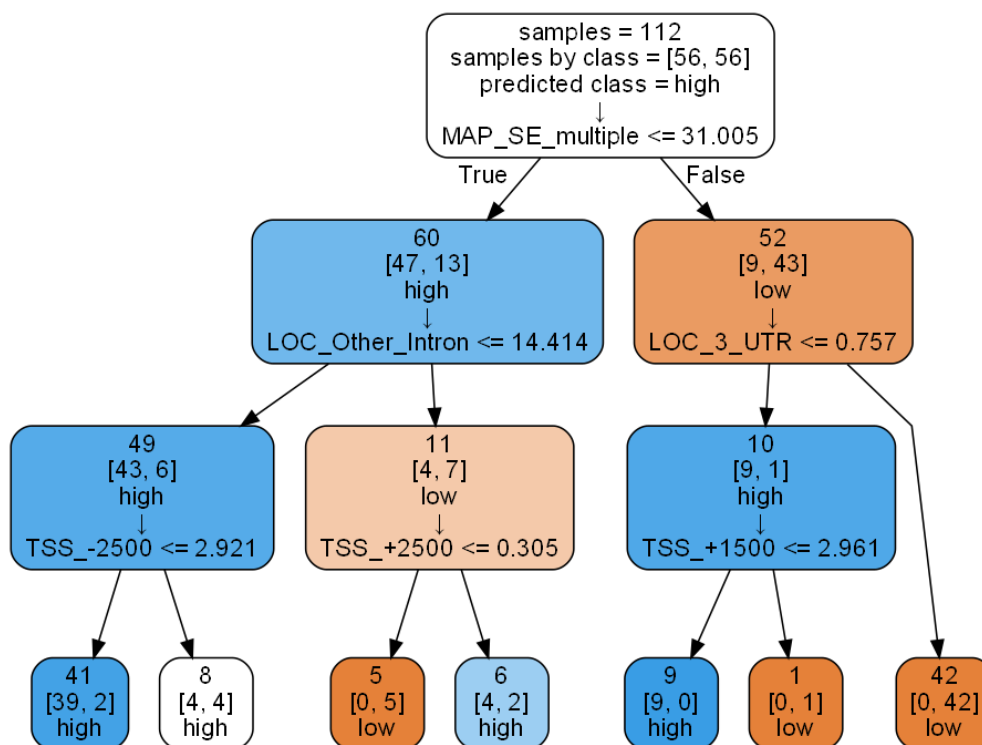 samples = 112
samples by class = [56, 56]
predicted class = high
↓
MAP_SE_multiple <= 31.005
True
False
60
[47, 13]
high
↓
LOC_Other_Intron <= 14.414
52
[9, 43]
low
↓
LOC_3_UTR <= 0.757
49
[43, 6]
high
↓
TSS_-2500 <= 2.921
11
[4, 7]
low
↓
TSS_+2500 <= 0.305
10
[9, 1]
high
↓
TSS_+1500 <= 2.961
41
[39, 2]
high
8
[4, 4]
high
5
[0, 5]
low
6
[4, 2]
high
9
[9, 0]
high
1
[0, 1]
low
42
[0, 42]
low